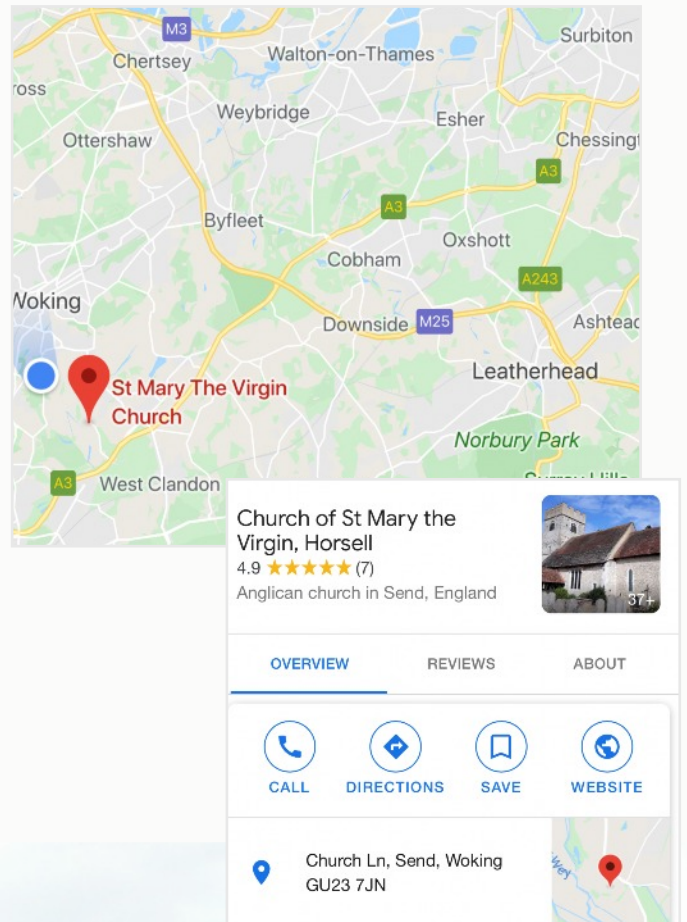 M3
Surbiton
Chertsey
Walton-on-Thames
ross
Weybridge
Esher
Ottershaw
Chessingt
A3
A3
Byfleet
Oxshott
Cobham
A243
Woking
Downside
M25
Ashtead
Leatherhead
St Mary The Virgin
Church
Norbury Park
A3
West Clandon
Surrey Hills
Church of St Mary the
Virgin, Horsell
4.9 ★★★★★ (7)
Anglican church in Send, England
37+
OVERVIEW
REVIEWS
ABOUT
CALL
DIRECTIONS
SAVE
WEBSITE
Church Ln, Send, Woking
GU23 7JN
Wey